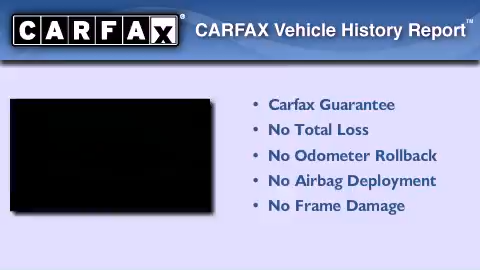 CARFAX® CARFAX Vehicle History Report™
• Carfax Guarantee
• No Total Loss
• No Odometer Rollback
• No Airbag Deployment
• No Frame Damage